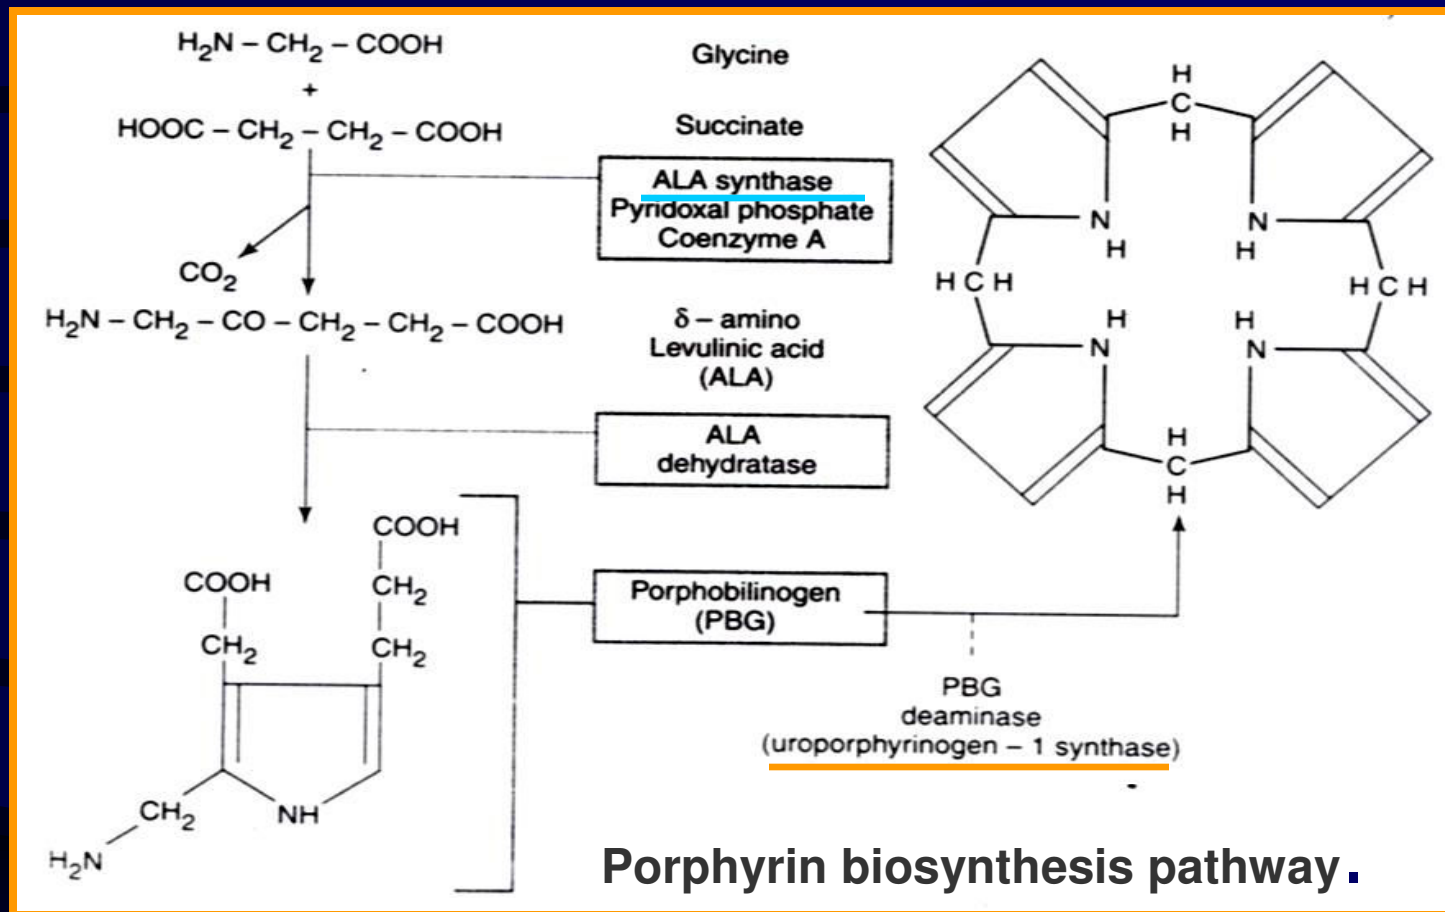 H₂N – CH₂ – COOH
Glycine
+
HOOC – CH₂ – CH₂ – COOH
Succinate
ALA synthase
Pyridoxal phosphate
Coenzyme A
CO₂
H₂N – CH₂ – CO – CH₂ – CH₂ – COOH
δ – amino
Levulinic acid
(ALA)
ALA
dehydratase
COOH
COOH
CH₂
CH₂
CH₂
NH
CH₂
H₂N
Porphobilinogen
(PBG)
PBG
deaminase
(uroporphyrinogen – 1 synthase)
H
C
H
N
H
N
H
H C H
H C H
H
N
H
N
H
C
H
Porphyrin biosynthesis pathway.